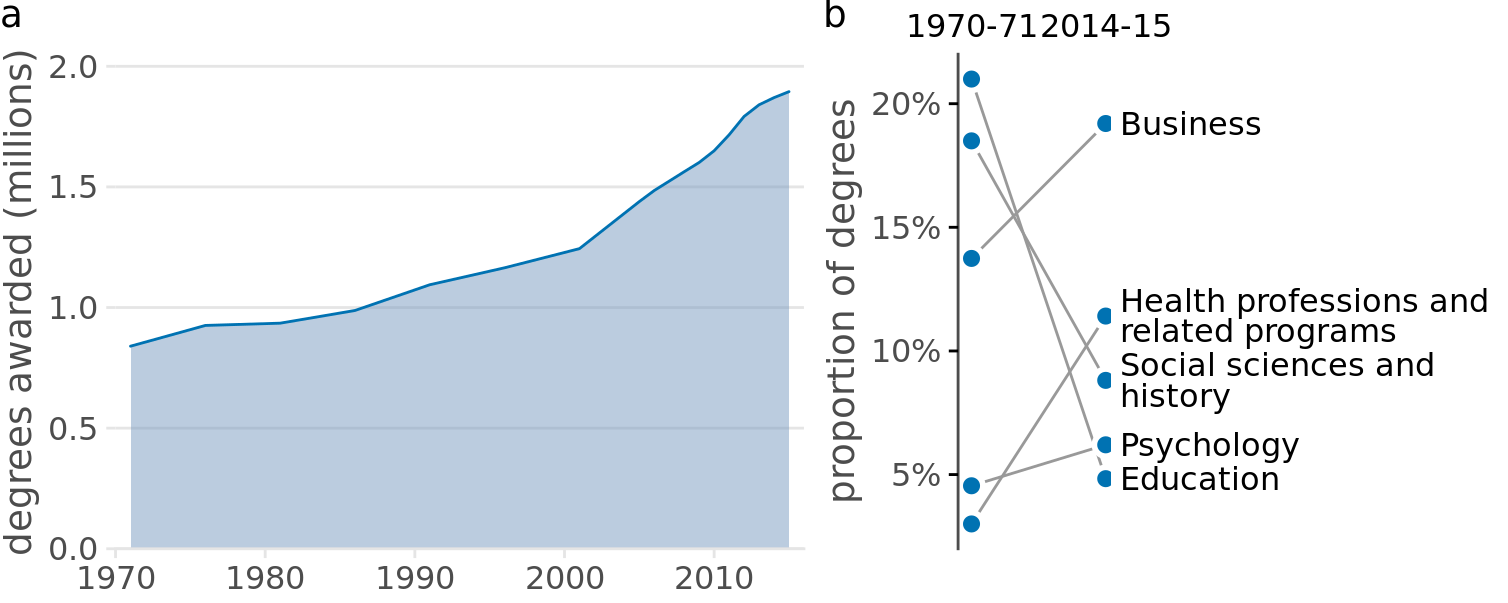 a
degrees awarded (millions)
2.0
1.5
1.0
0.5
0.0
1970 1980 1990 2000 2010
b
1970-71 2014-15
proportion of degrees
20%
15%
10%
5%
Business
Health professions and
related programs
Social sciences and
history
Psychology
Education